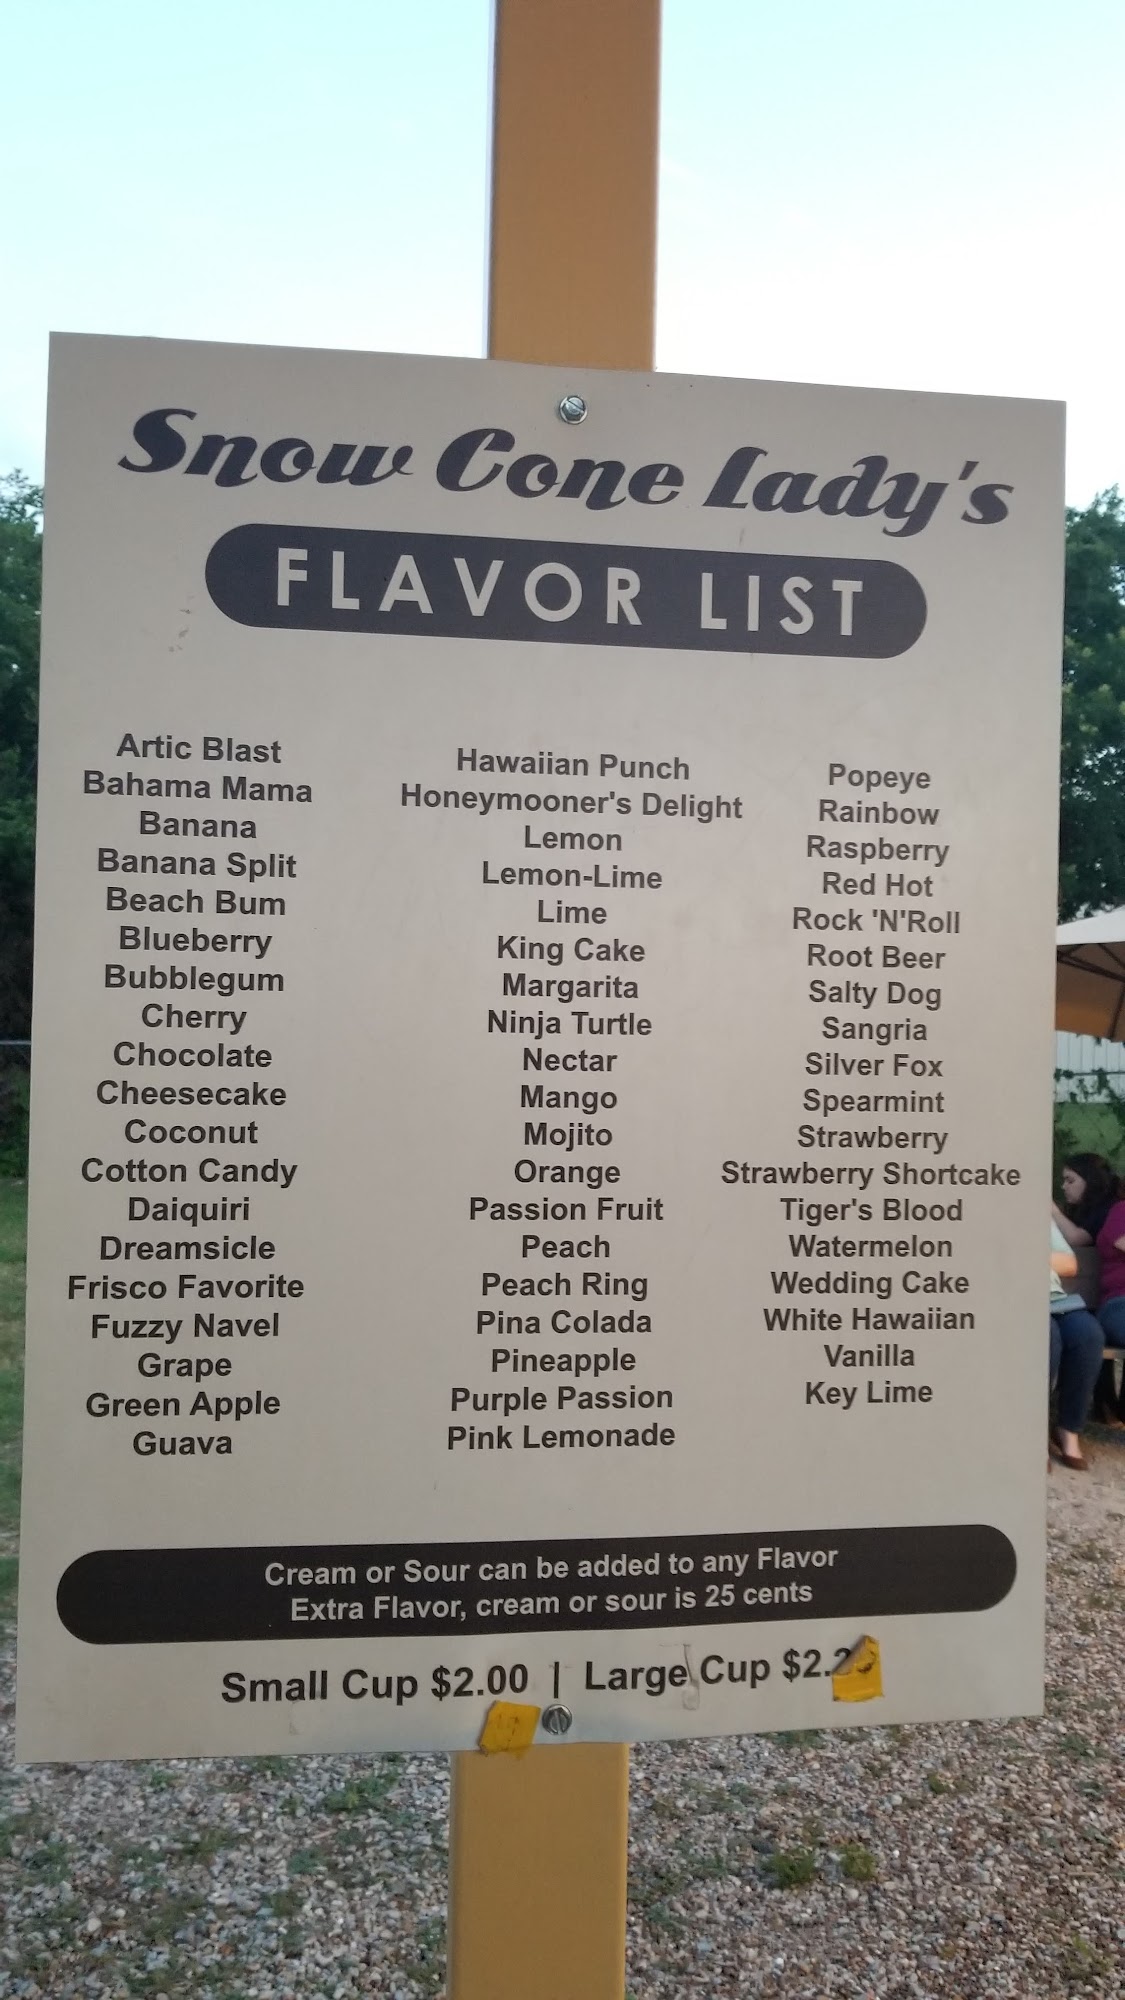 Snow Cone Lady's
FLAVOR LIST
Artic Blast
Bahama Mama
Banana
Banana Split
Beach Bum
Blueberry
Bubblegum
Cherry
Chocolate
Cheesecake
Coconut
Cotton Candy
Daiquiri
Dreamsicle
Frisco Favorite
Fuzzy Navel
Grape
Green Apple
Guava
Hawaiian Punch
Honeymooner's Delight
Lemon
Lemon-Lime
Lime
King Cake
Margarita
Ninja Turtle
Nectar
Mango
Mojito
Orange
Passion Fruit
Peach
Peach Ring
Pina Colada
Pineapple
Purple Passion
Pink Lemonade
Popeye
Rainbow
Raspberry
Red Hot
Rock 'N'Roll
Root Beer
Salty Dog
Sangria
Silver Fox
Spearmint
Strawberry
Strawberry Shortcake
Tiger's Blood
Watermelon
Wedding Cake
White Hawaiian
Vanilla
Key Lime
Cream or Sour can be added to any Flavor
Extra Flavor, cream or sour is 25 cents
Small Cup $2.00 | Large Cup